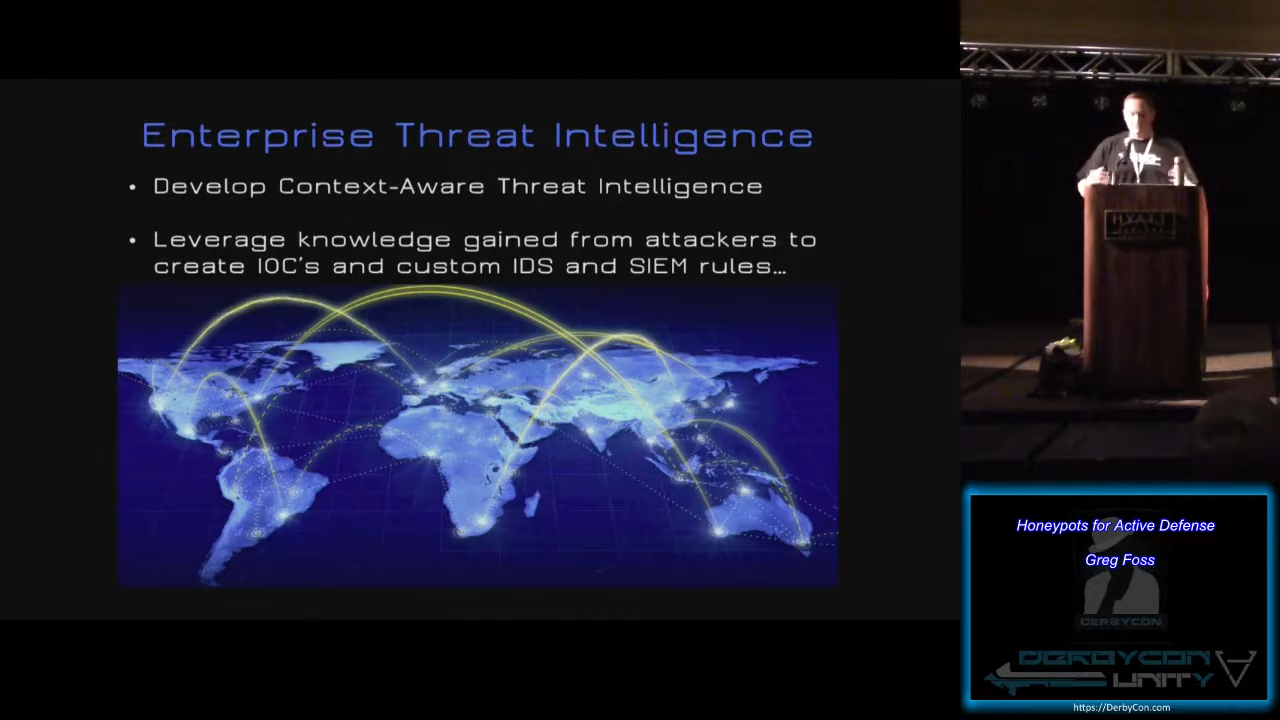 Enterprise Threat Intelligence
• Develop Context-Aware Threat Intelligence
• Leverage knowledge gained from attackers to
create IOC's and custom IDS and SIEM rules...
HYATT
Honeypots for Active Defense
Greg Foss
DERBYCON
DERBYCON
UNITY
https://DerbyCon.com